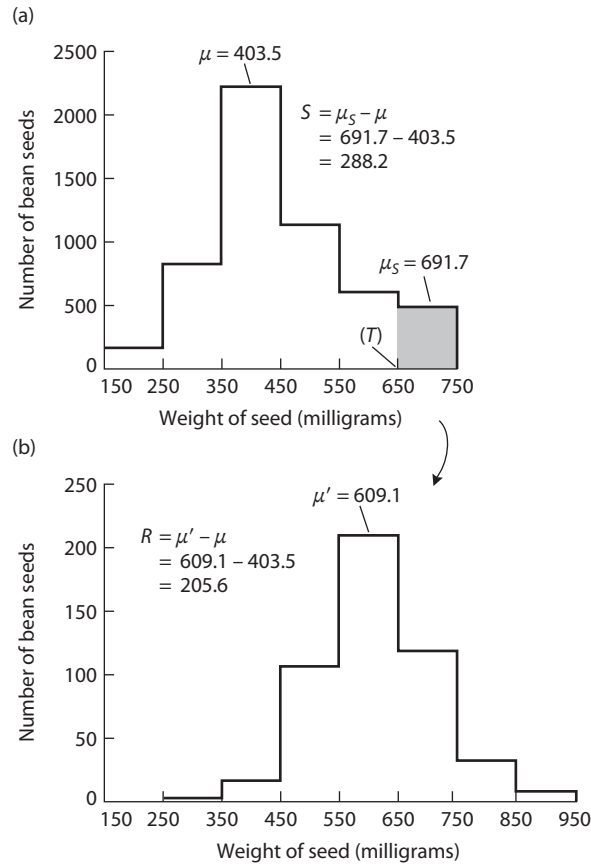 (a)
2500
2000
1500
1000
500
0
Number of bean seeds
μ = 403.5
S = μ_S – μ
= 691.7 – 403.5
= 288.2
μ_S = 691.7
(T)
150 250 350 450 550 650 750
Weight of seed (milligrams)
(b)
250
200
150
100
50
0
Number of bean seeds
μ′ = 609.1
R = μ′ – μ
= 609.1 – 403.5
= 205.6
150 250 350 450 550 650 750 850 950
Weight of seed (milligrams)